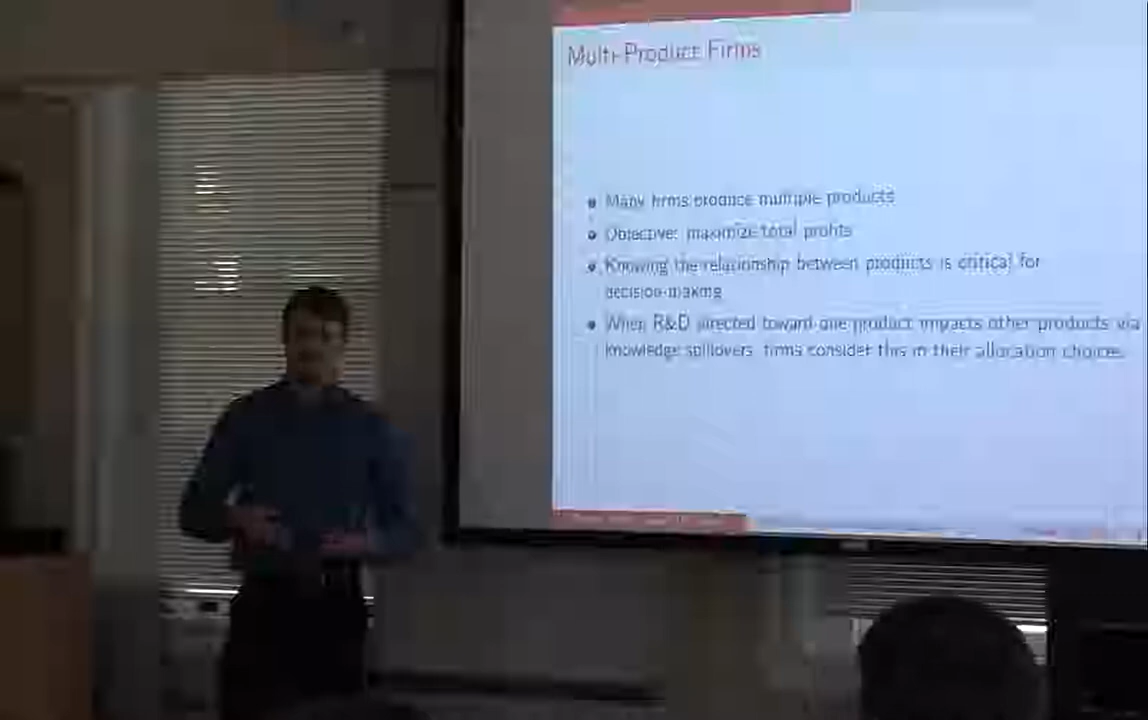 Multi-Product Firms
Many firms produce multiple products
Objective: maximize total profits
Knowing the relationship between products is critical for
decision-making
When R&D directed toward one product impacts other products via
knowledge spillovers, firms consider this in their allocation choices